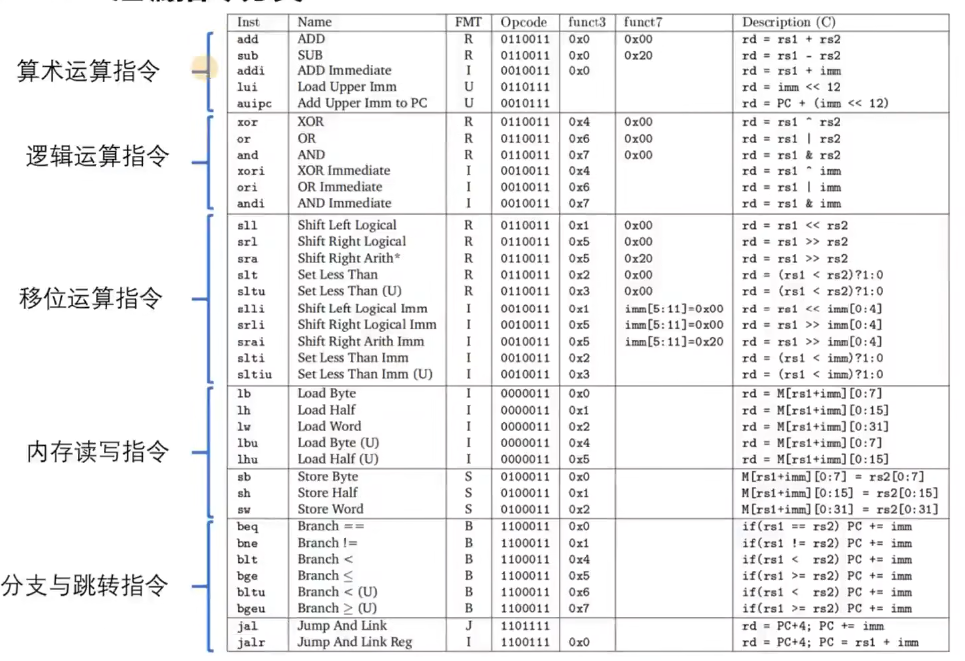 Inst Name FMT Opcode funct3 funct7 Description (C)
算术运算指令
add ADD R 0110011 0x0 0x00 rd = rs1 + rs2
sub SUB R 0110011 0x0 0x20 rd = rs1 - rs2
addi ADD Immediate I 0010011 0x0 rd = rs1 + imm
lui Load Upper Imm U 0110111 rd = imm << 12
auipc Add Upper Imm to PC U 0010111 rd = PC + (imm << 12)
逻辑运算指令
xor XOR R 0110011 0x4 0x00 rd = rs1 ^ rs2
or OR R 0110011 0x6 0x00 rd = rs1 | rs2
and AND R 0110011 0x7 0x00 rd = rs1 & rs2
xori XOR Immediate I 0010011 0x4 rd = rs1 ^ imm
ori OR Immediate I 0010011 0x6 rd = rs1 | imm
andi AND Immediate I 0010011 0x7 rd = rs1 & imm
移位运算指令
sll Shift Left Logical R 0110011 0x1 0x00 rd = rs1 << rs2
srl Shift Right Logical R 0110011 0x5 0x00 rd = rs1 >> rs2
sra Shift Right Arith* R 0110011 0x5 0x20 rd = rs1 >> rs2
slt Set Less Than R 0110011 0x2 0x00 rd = (rs1 < rs2)?1:0
sltu Set Less Than (U) R 0110011 0x3 0x00 rd = (rs1 < rs2)?1:0
slli Shift Left Logical Imm I 0010011 0x1 imm[5:11]=0x00 rd = rs1 << imm[0:4]
srli Shift Right Logical Imm I 0010011 0x5 imm[5:11]=0x00 rd = rs1 >> imm[0:4]
srai Shift Right Arith Imm I 0010011 0x5 imm[5:11]=0x20 rd = rs1 >> imm[0:4]
slti Set Less Than Imm I 0010011 0x2 rd = (rs1 < imm)?1:0
sltiu Set Less Than Imm (U) I 0010011 0x3 rd = (rs1 < imm)?1:0
内存读写指令
lb Load Byte I 0000011 0x0 rd = M[rs1+imm][0:7]
lh Load Half I 0000011 0x1 rd = M[rs1+imm][0:15]
lw Load Word I 0000011 0x2 rd = M[rs1+imm][0:31]
lbu Load Byte (U) I 0000011 0x4 rd = M[rs1+imm][0:7]
lhu Load Half (U) I 0000011 0x5 rd = M[rs1+imm][0:15]
sb Store Byte S 0100011 0x0 M[rs1+imm][0:7] = rs2[0:7]
sh Store Half S 0100011 0x1 M[rs1+imm][0:15] = rs2[0:15]
sw Store Word S 0100011 0x2 M[rs1+imm][0:31] = rs2[0:31]
分支与跳转指令
beq Branch == B 1100011 0x0 if(rs1 == rs2) PC += imm
bne Branch != B 1100011 0x1 if(rs1 != rs2) PC += imm
blt Branch < B 1100011 0x4 if(rs1 < rs2) PC += imm
bge Branch ≤ B 1100011 0x5 if(rs1 >= rs2) PC += imm
bltu Branch < (U) B 1100011 0x6 if(rs1 < rs2) PC += imm
bgeu Branch ≥ (U) B 1100011 0x7 if(rs1 >= rs2) PC += imm
jal Jump And Link J 1101111 rd = PC+4; PC += imm
jalr Jump And Link Reg I 1100111 0x0 rd = PC+4; PC = rs1 + imm